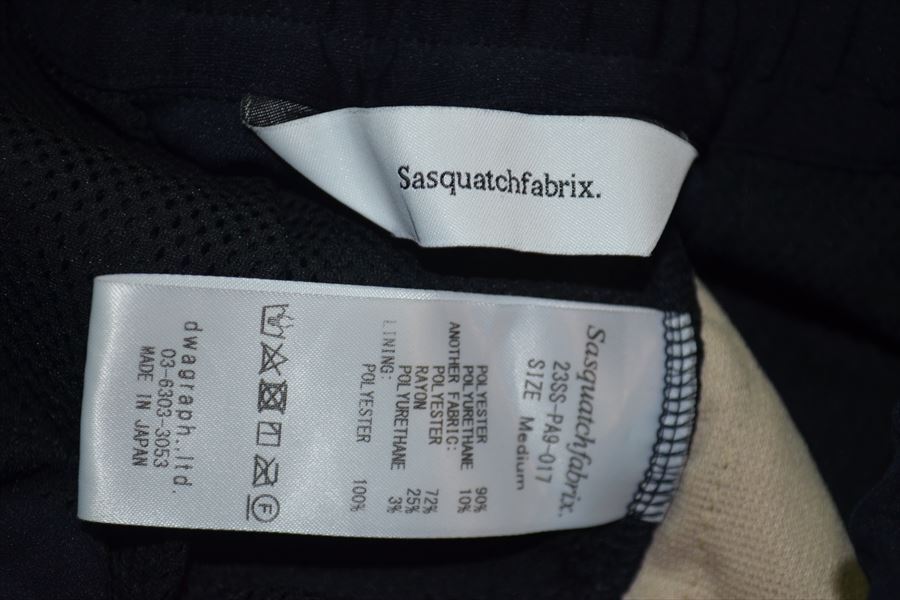 Sasquatchfabrix.
Sasquatchfabrix.
23SS-PA9-017
SIZE Medium
POLYESTER 90%
POLYURETHANE 10%
ANOTHER FABRIC:
POLYESTER 72%
RAYON 25%
POLYURETHANE 3%
LINING:
POLYESTER 100%
F
dwagraph.,ltd.
03-6303-3053
MADE IN JAPAN